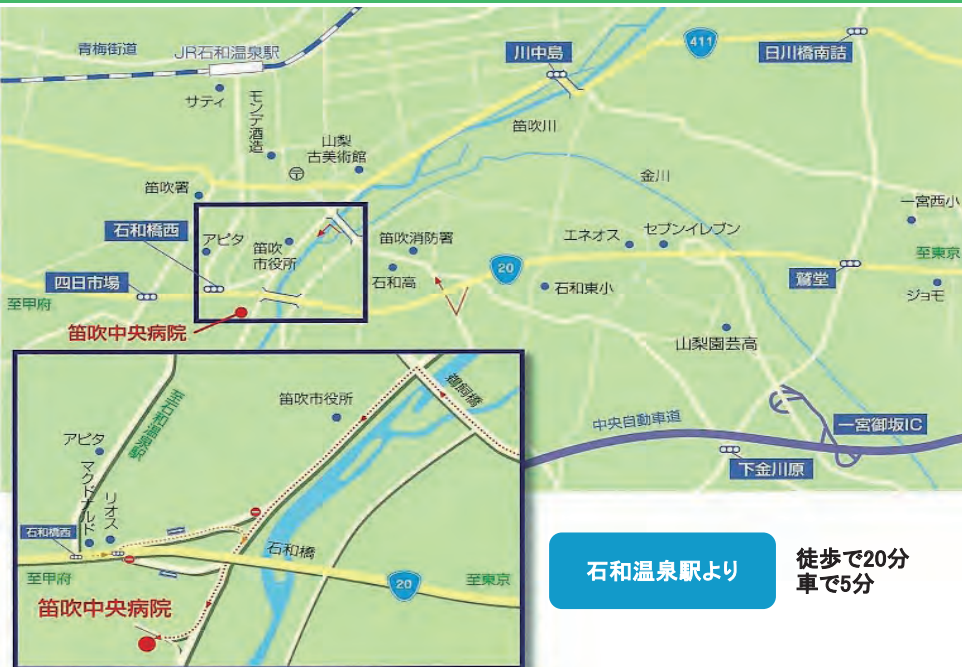 青梅街道
JR石和温泉駅
川中島
411
日川橋南詰
サティ
モンデ酒造
笛吹川
山梨
古美術館
金川
笛吹署
一宮西小
石和橋西
アピタ
笛吹
市役所
笛吹消防署
エネオス
セブンイレブン
至東京
四日市場
石和高
20
石和東小
鵞堂
ジョモ
至甲府
笛吹中央病院
山梨園芸高
中央自動車道
一宮御坂IC
下金川原
至石和温泉駅
笛吹市役所
鵜飼橋
アピタ
マクドナルド
リオス
石和橋西
石和橋
至甲府
20
至東京
笛吹中央病院
石和温泉駅より
徒歩で20分
車で5分